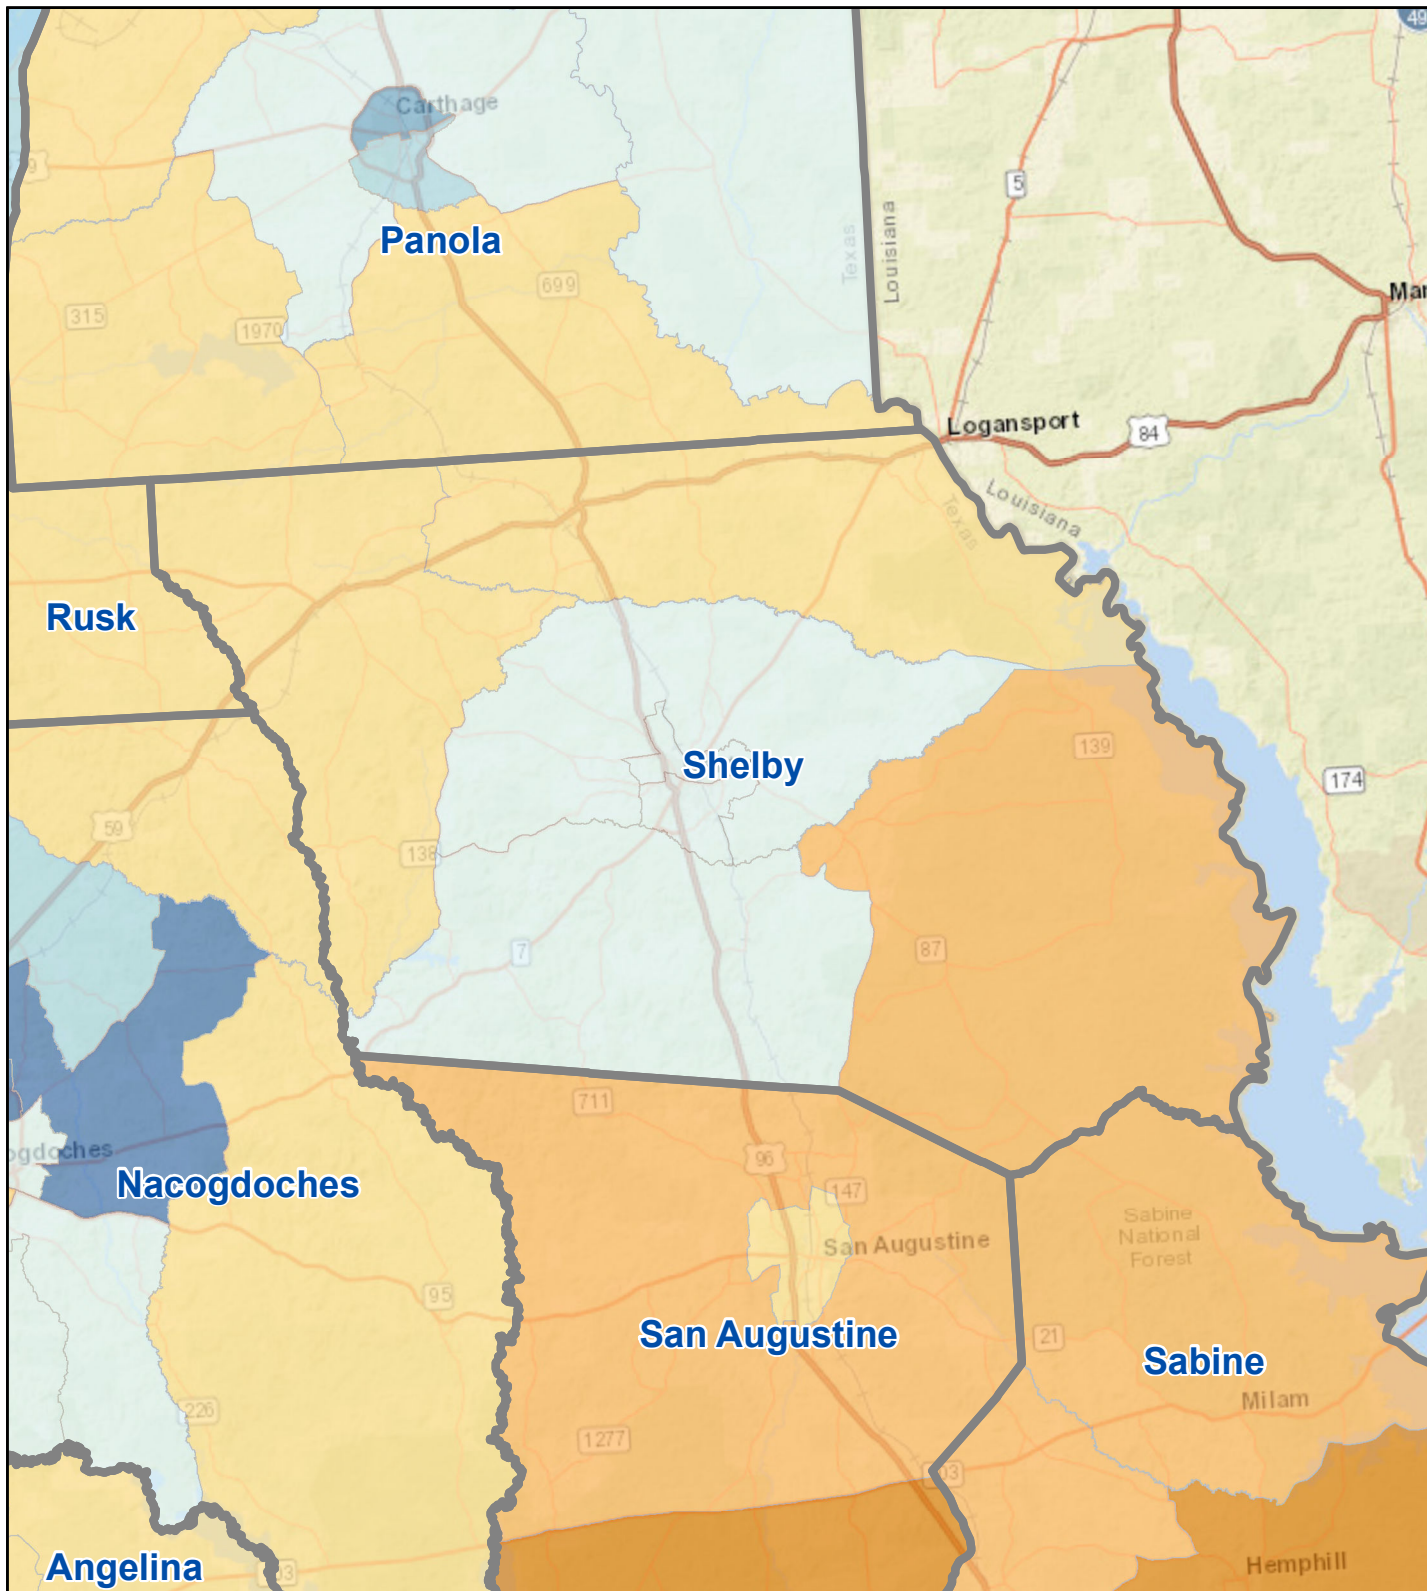 49
Carthage
5
Texas
Louisiana
Panola
699
315
1970
Logansport
84
Louisiana
Texas
Rusk
Shelby
139
174
59
138
7
87
711
96
147
Nacogdoches
Sabine
National
Forest
San Augustine
95
San Augustine
21
Sabine
Milam
226
1277
Angelina
Hemphill